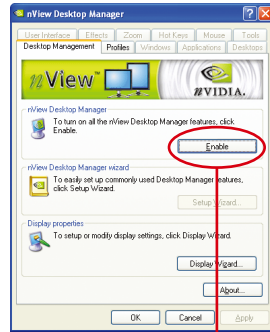 nView Desktop Manager
User Interface Effects Zoom Hot Keys Mouse Tools
Desktop Management Profiles Windows Applications Desktops
nView™
nVIDIA.
nView Desktop Manager
To turn on all the nView Desktop Manager features, click
Enable.
Enable
nView Desktop Manager wizard
To easily set up commonly used Desktop Manager features,
click Setup Wizard.
Setup Wizard...
Display properties
To setup or modify display settings, click Display Wizard.
Display Wizard...
About...
OK Cancel Apply